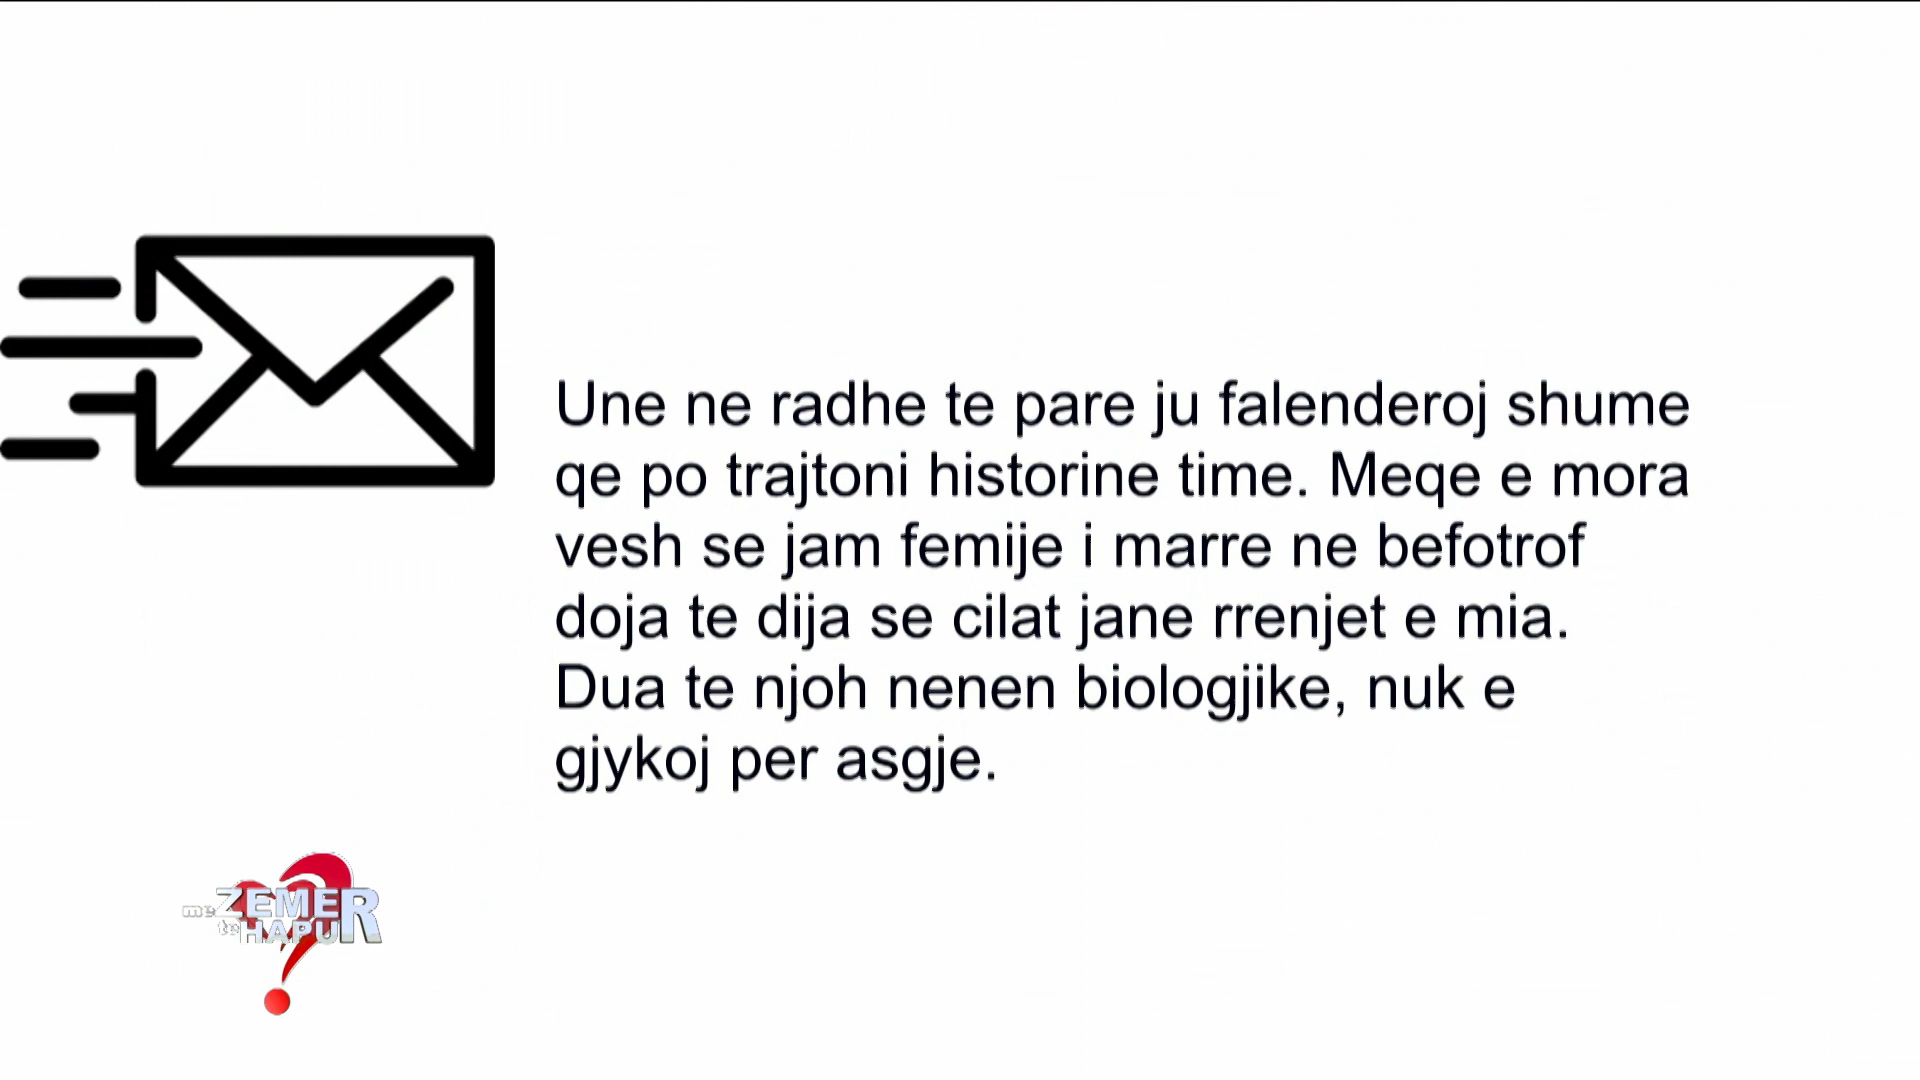 Une ne radhe te pare ju falenderoj shume
qe po trajtoni historine time. Meqe e mora
vesh se jam femije i marre ne befotrof
doja te dija se cilat jane rrenjet e mia.
Dua te njoh nenen biologjike, nuk e
gjykoj per asgje.
me ZEMER
te HAPUR